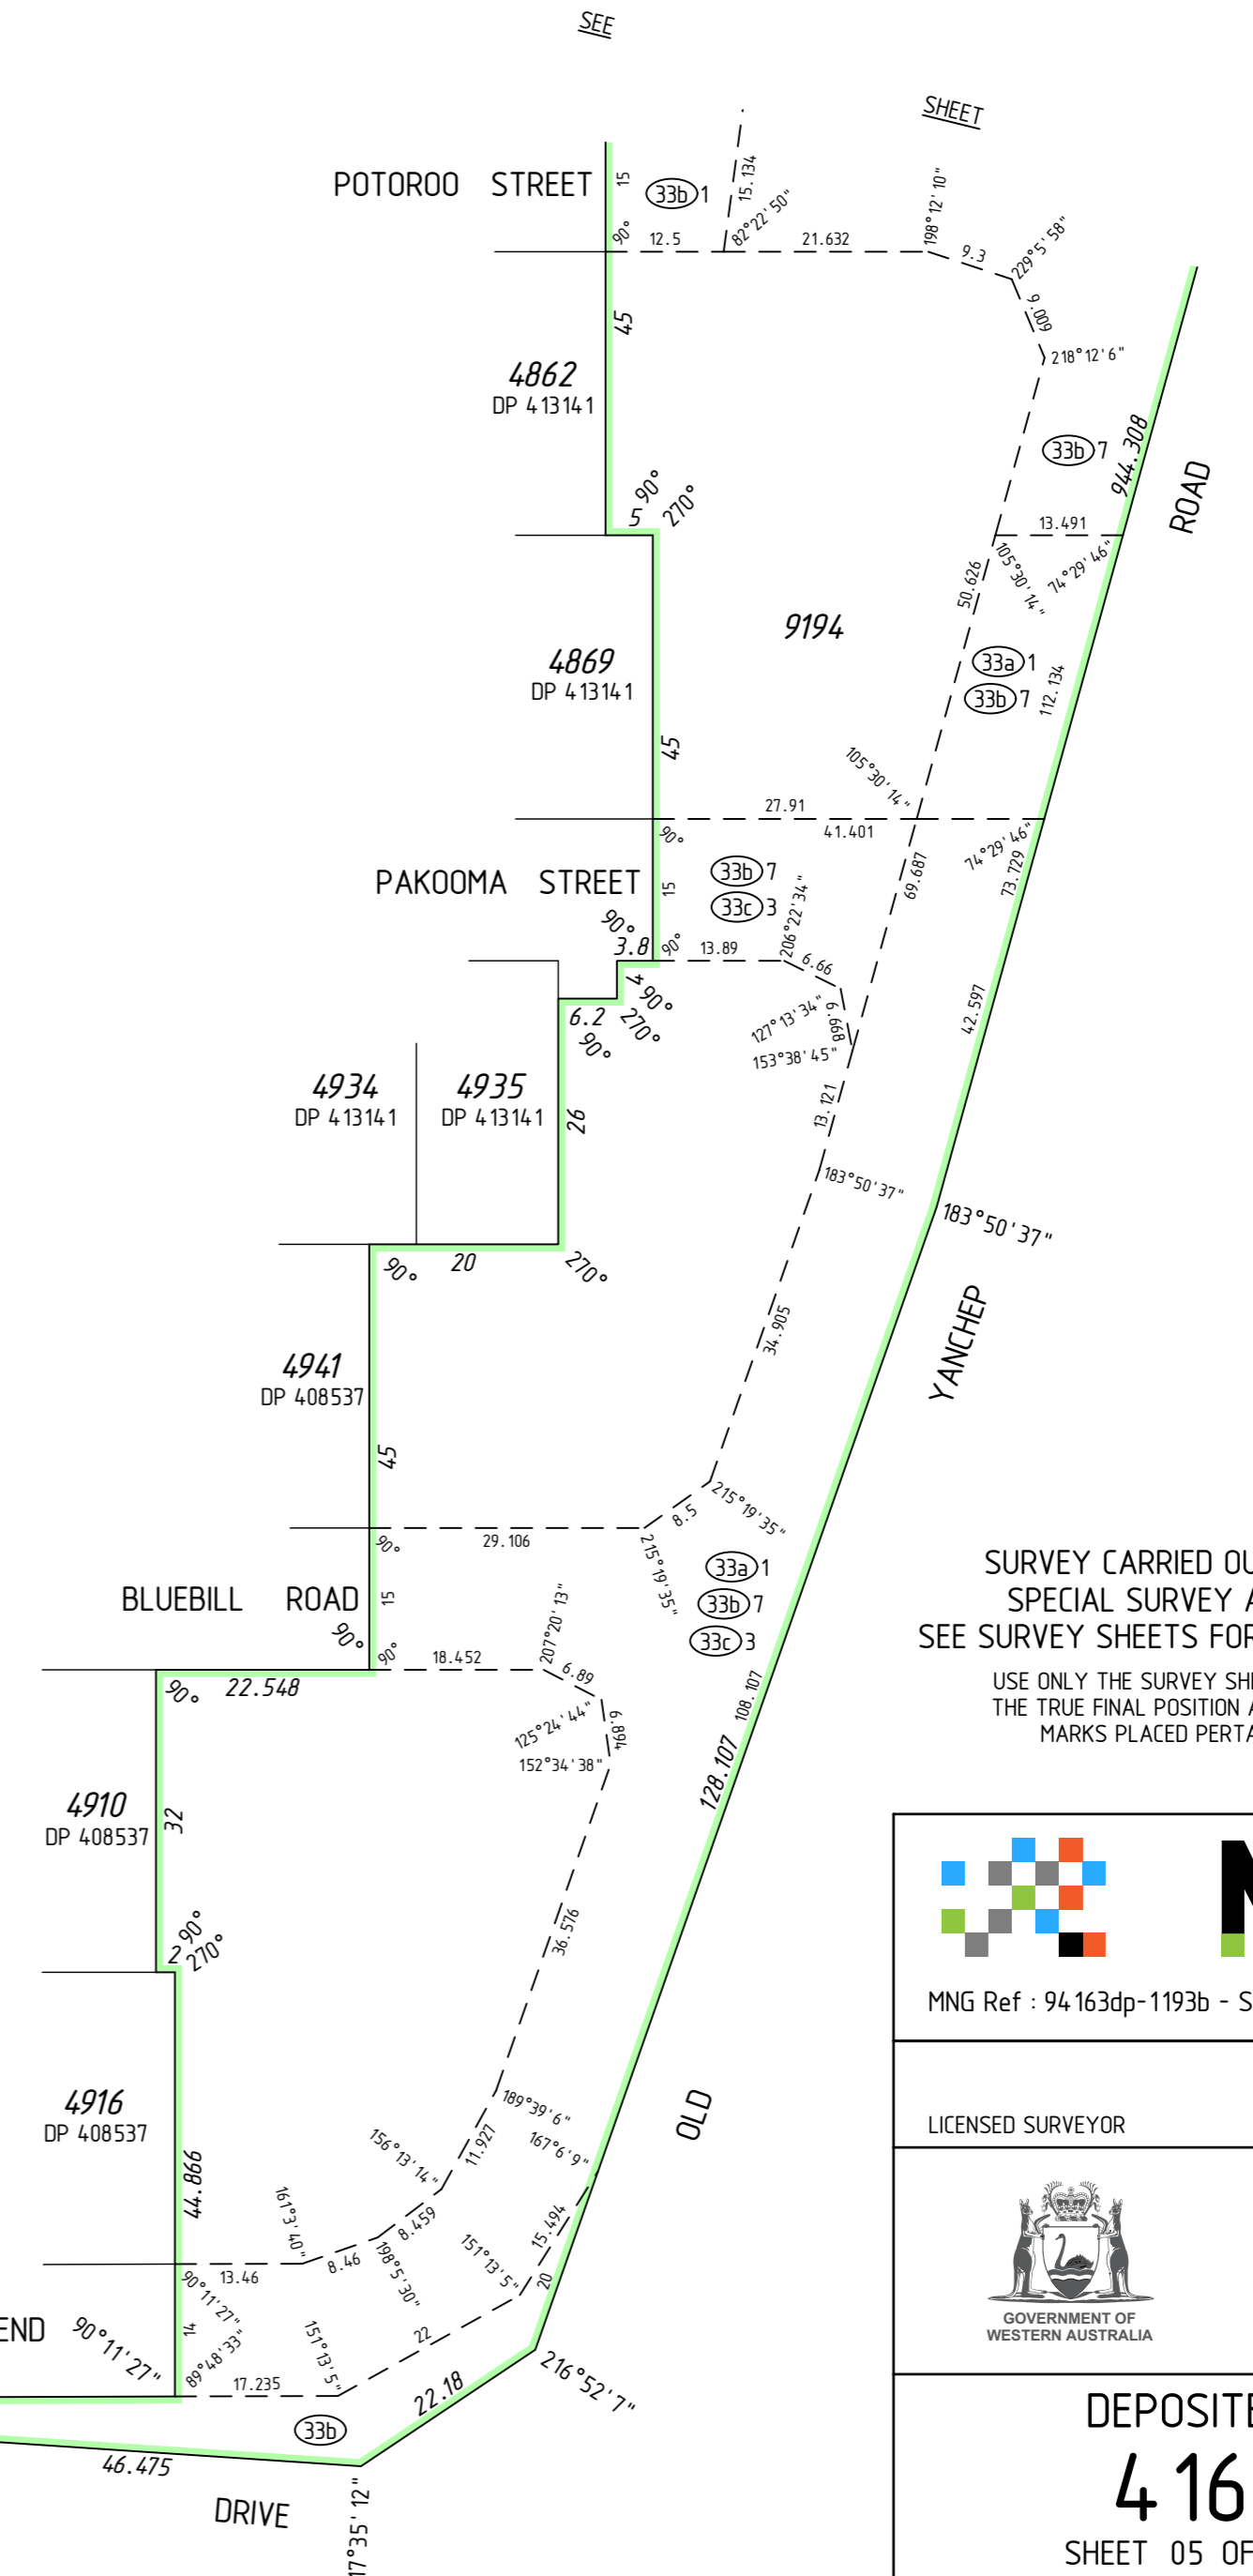 SEE
SHEET
POTOROO STREET
15
33b 1
15.134
82°22'50"
198°12'10"
90°
12.5
21.632
9.3
229°5'58"
9.009
218°12'6"
45
4862
DP 413141
33b 7
944.308
ROAD
90°
5
270°
13.491
105°30'14"
74°29'46"
50.626
9194
4869
DP 413141
33a 1
33b 7
112.134
45
105°30'14"
27.91
41.401
90°
74°29'46"
73.729
69.687
PAKOOMA STREET
15
33b 7
33c 3
206°22'34"
90°
3.8
90°
13.89
6.66
4
90°
270°
6.2
90°
127°13'34"
6.668
153°38'45"
42.597
13.121
4934
DP 413141
4935
DP 413141
26
183°50'37"
183°50'37"
90°
20
270°
YANCHEP
34.905
4941
DP 408537
45
215°19'35"
8.5
90°
29.106
215°19'35"
33a 1
33b 7
33c 3
BLUEBILL ROAD
15
90°
90°
18.452
207°20'13"
6.89
125°24'44"
6.894
152°34'38"
90°
22.548
108.107
128.107
SURVEY CARRIED OU
SPECIAL SURVEY A
SEE SURVEY SHEETS FOR
USE ONLY THE SURVEY SHE
THE TRUE FINAL POSITION A
MARKS PLACED PERTA
4910
DP 408537
32
36.576
2
90°
270°
MNG Ref : 94163dp-1193b - S
4916
DP 408537
44.866
189°39'6"
167°6'9"
OLD
156°13'14"
11.927
LICENSED SURVEYOR
161°3'40"
8.459
8.46
198°5'30"
151°13'5"
15.494
20
13.46
90°11'27"
14
89°48'33"
END
90°11'27"
151°13'5"
22
17.235
216°52'7"
22.18
33b
46.475
DRIVE
17°35'12"
GOVERNMENT OF
WESTERN AUSTRALIA
DEPOSITE
416
SHEET 05 OF